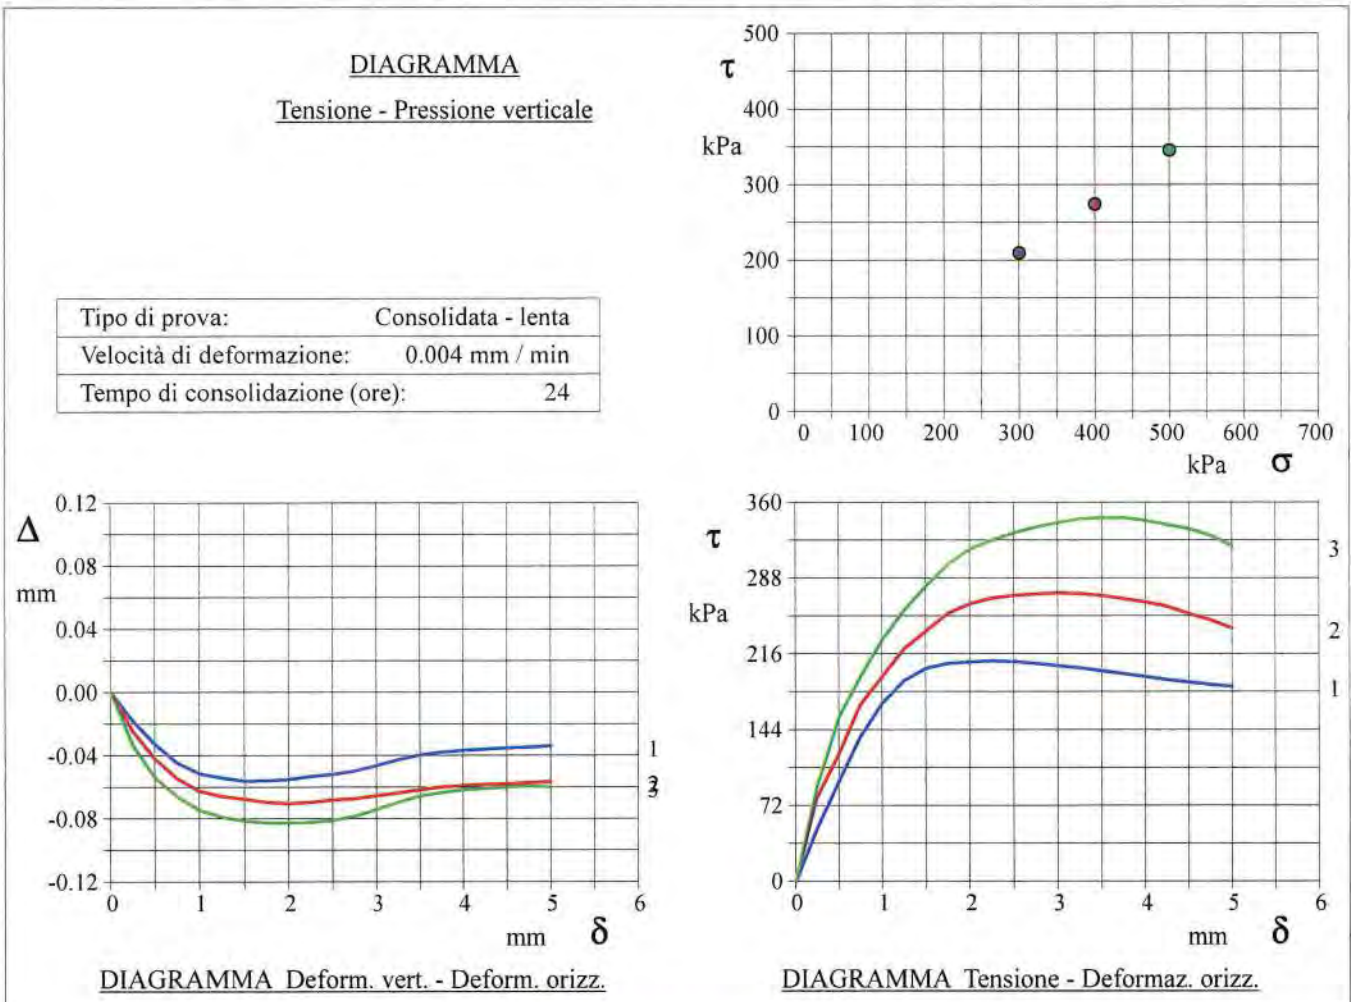 DIAGRAMMA
Tensione - Pressione verticale
Tipo di prova: Consolidata - lenta
Velocità di deformazione: 0.004 mm / min
Tempo di consolidazione (ore): 24
500
τ
400
kPa
300
200
100
0
0 100 200 300 400 500 600 700
kPa σ
0.12
Δ
0.08
mm
0.04
0.00
-0.04
-0.08
-0.12
1
2
3
0 1 2 3 4 5 6
mm δ
DIAGRAMMA Deform. vert. - Deform. orizz.
360
τ
288
kPa
216
144
72
0
3
2
1
0 1 2 3 4 5 6
mm δ
DIAGRAMMA Tensione - Deformaz. orizz.